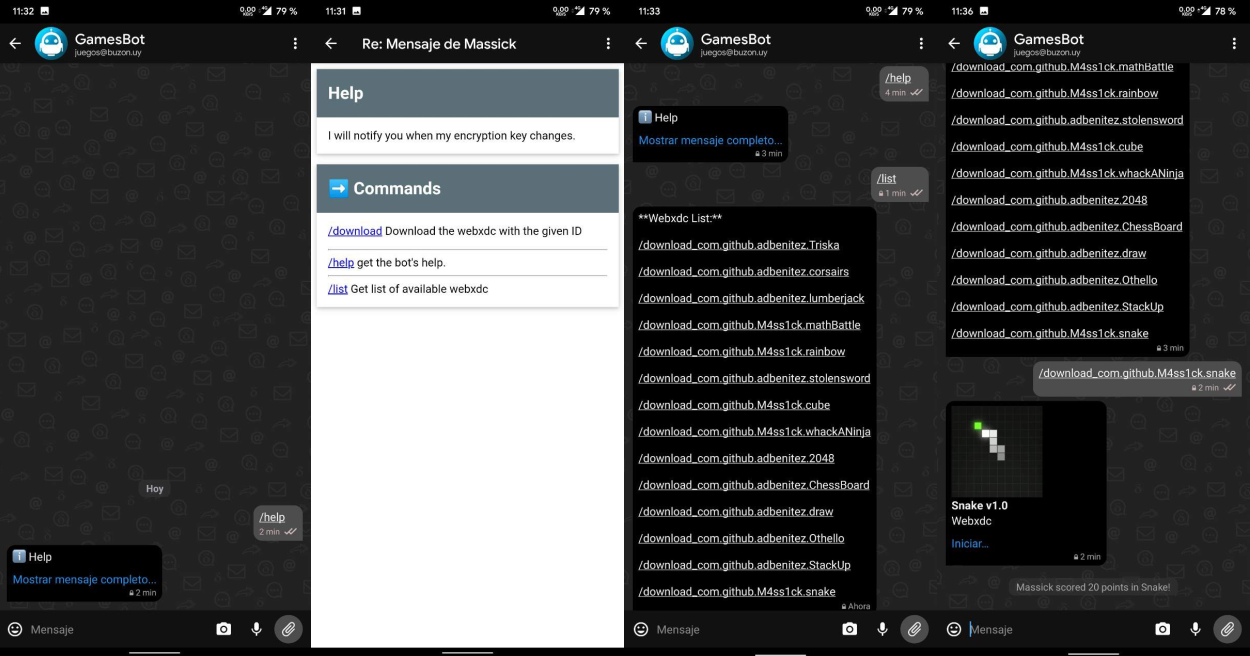 11:32
0,00 KB/S
79 %
GamesBot
juegos@buzon.uy
Hoy
/help
2 min
Help
Mostrar mensaje completo...
2 min
Mensaje
11:31
0,00 KB/S
79 %
Re: Mensaje de Massick
Help
I will notify you when my encryption key changes.
Commands
/download Download the webxdc with the given ID
/help get the bot's help.
/list Get list of available webxdc
11:33
0,00 KB/S
79 %
GamesBot
juegos@buzon.uy
/help
4 min
Help
Mostrar mensaje completo...
3 min
/list
1 min
**Webxdc List:**
/download_com.github.adbenitez.Triska
/download_com.github.adbenitez.corsairs
/download_com.github.adbenitez.lumberjack
/download_com.github.M4ss1ck.mathBattle
/download_com.github.M4ss1ck.rainbow
/download_com.github.adbenitez.stolensword
/download_com.github.M4ss1ck.cube
/download_com.github.M4ss1ck.whackANinja
/download_com.github.adbenitez.2048
/download_com.github.adbenitez.ChessBoard
/download_com.github.adbenitez.draw
/download_com.github.adbenitez.Othello
/download_com.github.adbenitez.StackUp
/download_com.github.M4ss1ck.snake
Ahora
Mensaje
11:36
0,00 KB/S
78 %
GamesBot
juegos@buzon.uy
/download_com.github.M4ss1ck.mathBattle
/download_com.github.M4ss1ck.rainbow
/download_com.github.adbenitez.stolensword
/download_com.github.M4ss1ck.cube
/download_com.github.M4ss1ck.whackANinja
/download_com.github.adbenitez.2048
/download_com.github.adbenitez.ChessBoard
/download_com.github.adbenitez.draw
/download_com.github.adbenitez.Othello
/download_com.github.adbenitez.StackUp
/download_com.github.M4ss1ck.snake
3 min
/download_com.github.M4ss1ck.snake
2 min
Snake v1.0
Webxdc
Iniciar...
2 min
Massick scored 20 points in Snake!
Mensaje